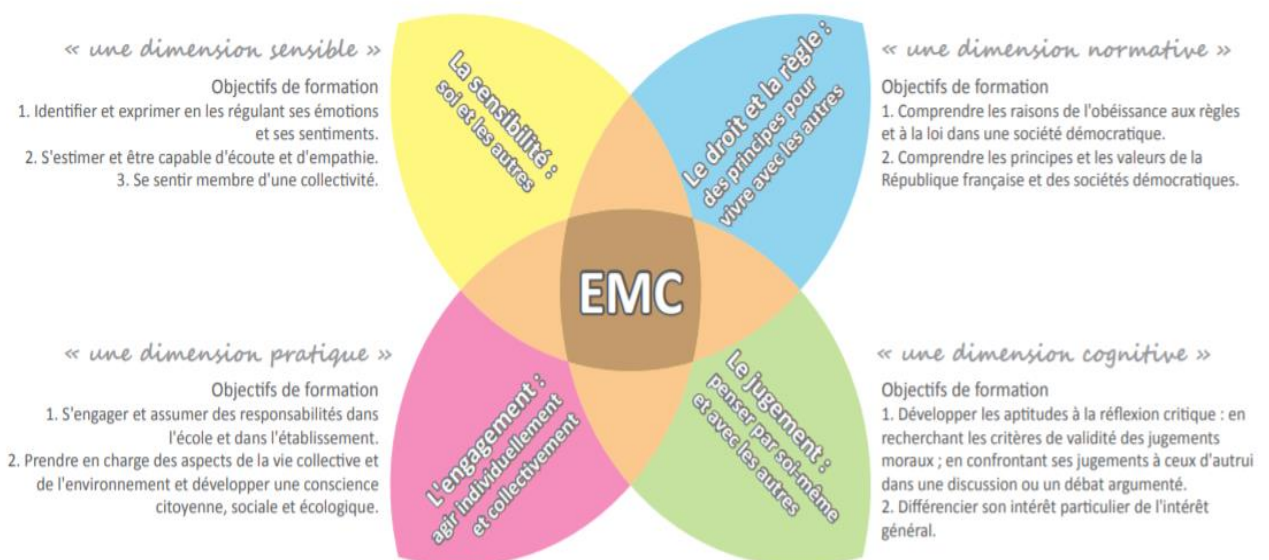 « une dimension sensible »
Objectifs de formation
1. Identifier et exprimer en les régulant ses émotions
et ses sentiments.
2. S'estimer et être capable d'écoute et d'empathie.
3. Se sentir membre d'une collectivité.
La sensibilité :
soi et les autres
Le droit et la règle :
des principes pour
vivre avec les autres
« une dimension normative »
Objectifs de formation
1. Comprendre les raisons de l'obéissance aux règles
et à la loi dans une société démocratique.
2. Comprendre les principes et les valeurs de la
République française et des sociétés démocratiques.
EMC
« une dimension pratique »
Objectifs de formation
1. S'engager et assumer des responsabilités dans
l'école et dans l'établissement.
2. Prendre en charge des aspects de la vie collective et
de l'environnement et développer une conscience
citoyenne, sociale et écologique.
L'engagement :
agir individuellement
et collectivement
Le jugement :
penser par soi-même
et avec les autres
« une dimension cognitive »
Objectifs de formation
1. Développer les aptitudes à la réflexion critique : en
recherchant les critères de validité des jugements
moraux ; en confrontant ses jugements à ceux d'autrui
dans une discussion ou un débat argumenté.
2. Différencier son intérêt particulier de l'intérêt
général.